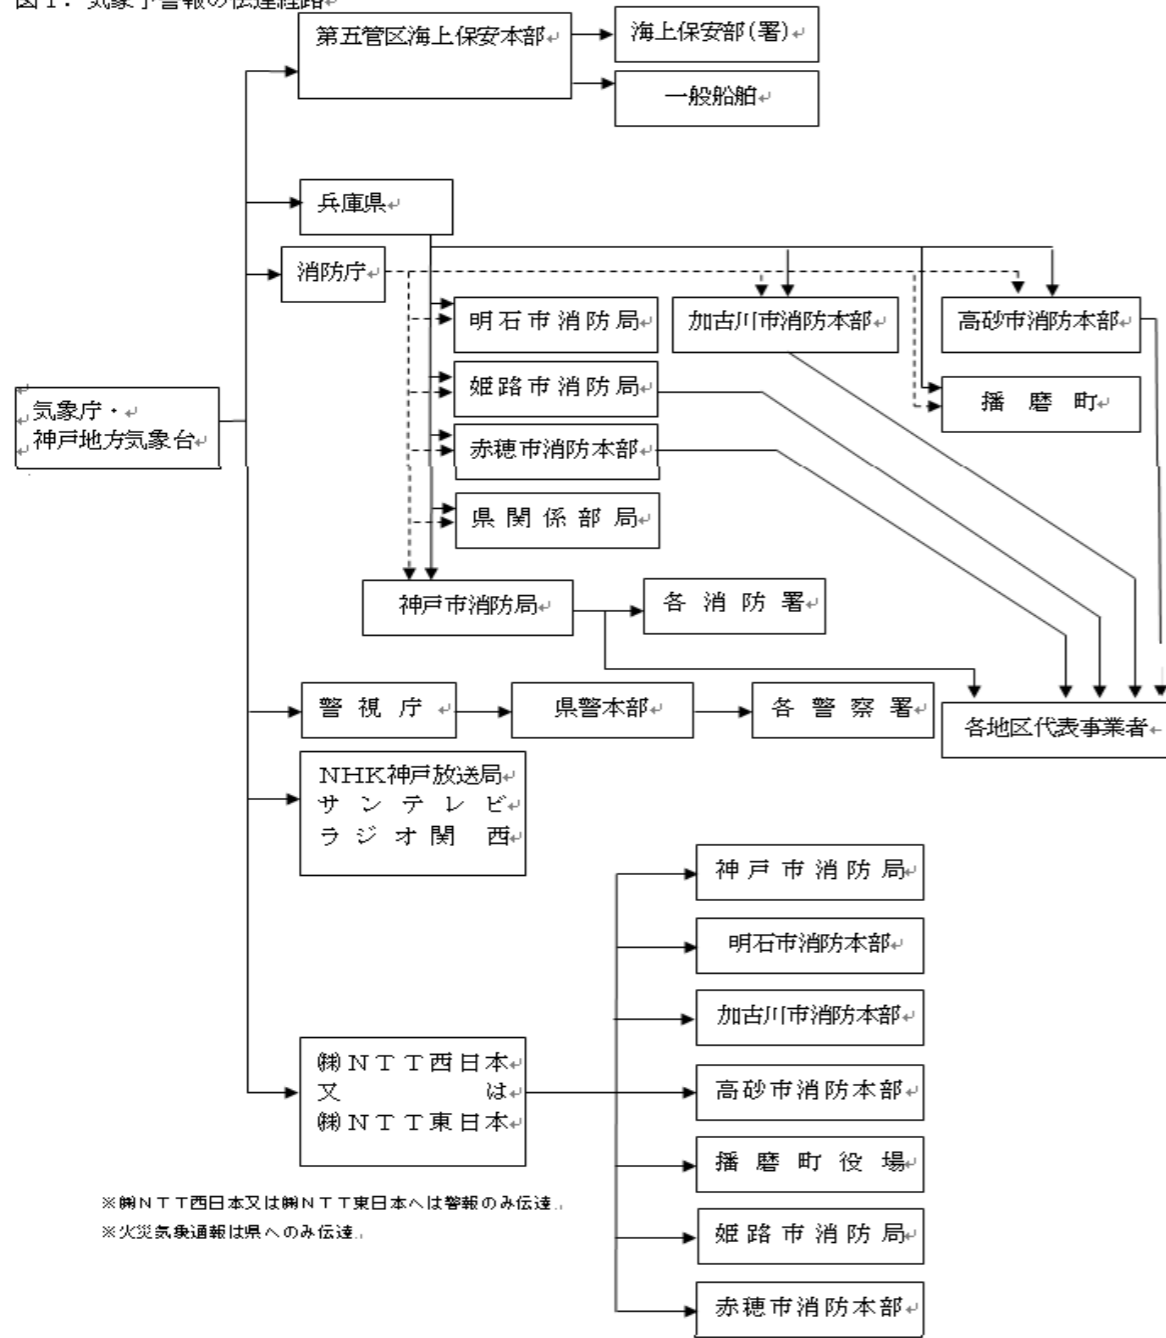 図1．気象予警報の伝達経路
第五管区海上保安本部
海上保安部(署)
一般船舶
兵庫県
消防庁
明石市消防局
加古川市消防本部
高砂市消防本部
姫路市消防局
播磨町
気象庁・
神戸地方気象台
赤穂市消防本部
県関係部局
神戸市消防局
各消防署
警視庁
県警本部
各警察署
各地区代表事業者
NHK神戸放送局
サンテレビ
ラジオ関西
神戸市消防局
明石市消防本部
加古川市消防本部
㈱NTT西日本
又は
㈱NTT東日本
高砂市消防本部
播磨町役場
※㈱NTT西日本又は㈱NTT東日本へは警報のみ伝達。
※火災気象通報は県へのみ伝達。
姫路市消防局
赤穂市消防本部